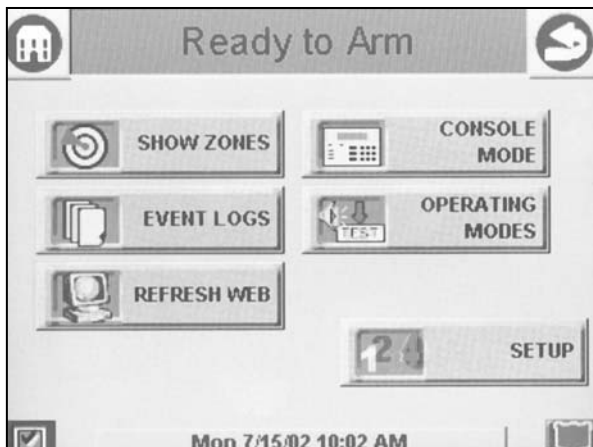 Ready to Arm
SHOW ZONES
CONSOLE
MODE
EVENT LOGS
TEST
OPERATING
MODES
REFRESH WEB
12
SETUP
Mon 7/15/02 10:02 AM